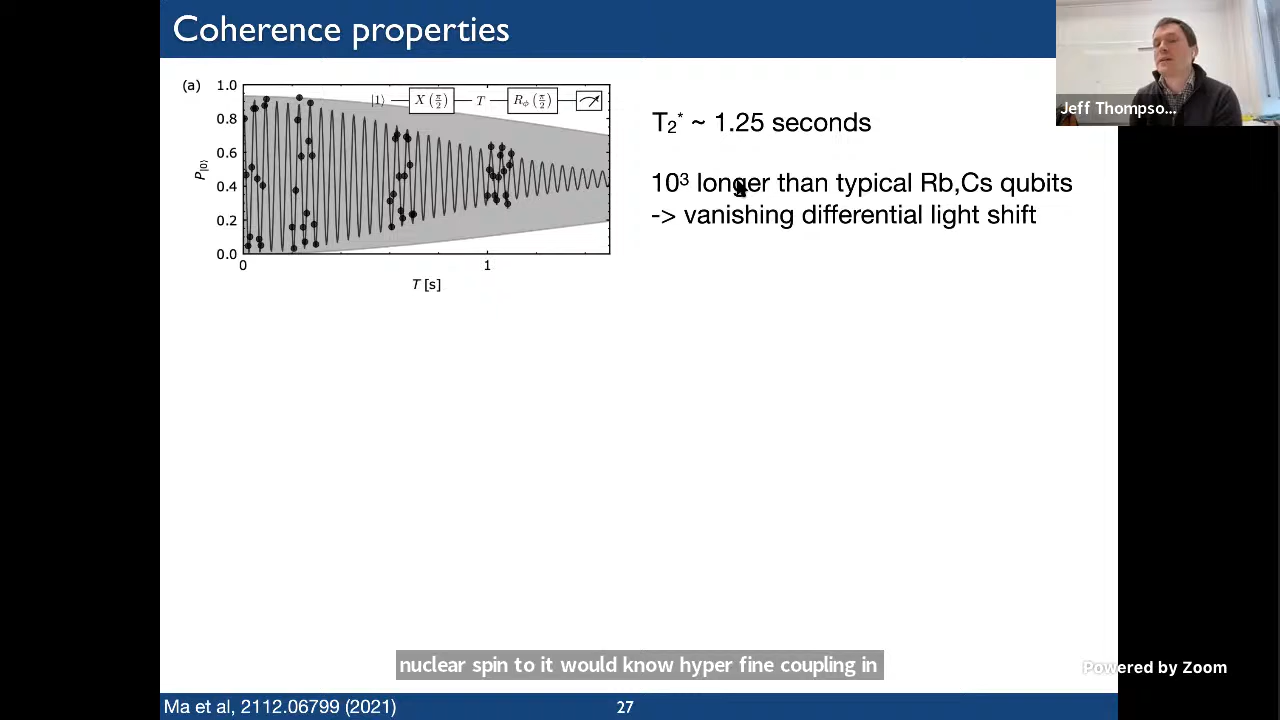 Coherence properties
Jeff Thompso...
(a)
1.0
0.8
0.6
0.4
0.2
0.0
P|0⟩
|1⟩ X(π/2) T Rϕ(π/2)
0 1
T [s]
T2* ~ 1.25 seconds
10³ longer than typical Rb,Cs qubits
-> vanishing differential light shift
nuclear spin to it would know hyper fine coupling in
Powered by Zoom
Ma et al, 2112.06799 (2021)
27